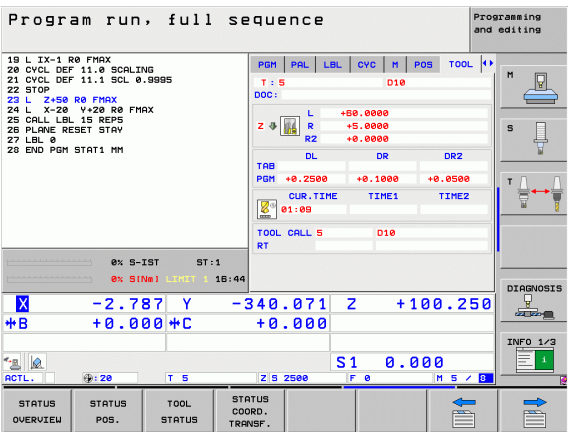 Program run, full sequence
Programming and editing
19 L IX-1 R0 FMAX
20 CYCL DEF 11.0 SCALING
21 CYCL DEF 11.1 SCL 0.9995
22 STOP
23 L Z+50 R0 FMAX
24 L X-20 Y+20 R0 FMAX
25 CALL LBL 15 REP5
26 PLANE RESET STAY
27 LBL 0
28 END PGM STAT1 MM
PGM PAL LBL CYC M POS TOOL
T : 5 D10
DOC:
Z L +60.0000
R +5.0000
R2 +0.0000
DL DR DR2
TAB
PGM +0.2500 +0.1000 +0.0500
CUR.TIME TIME1 TIME2
01:09
TOOL CALL 5 D10
RT
0% S-IST ST:1
0% S[Nm] LIMIT 1 16:44
X -2.787 Y -340.071 Z +100.250
B +0.000 C +0.000
S1 0.000
ACTL. :20 T 5 Z S 2500 F 0 M 5 / 8
M
S
T
DIAGNOSIS
INFO 1/3
i
STATUS OVERVIEW
STATUS POS.
TOOL STATUS
STATUS COORD. TRANSF.